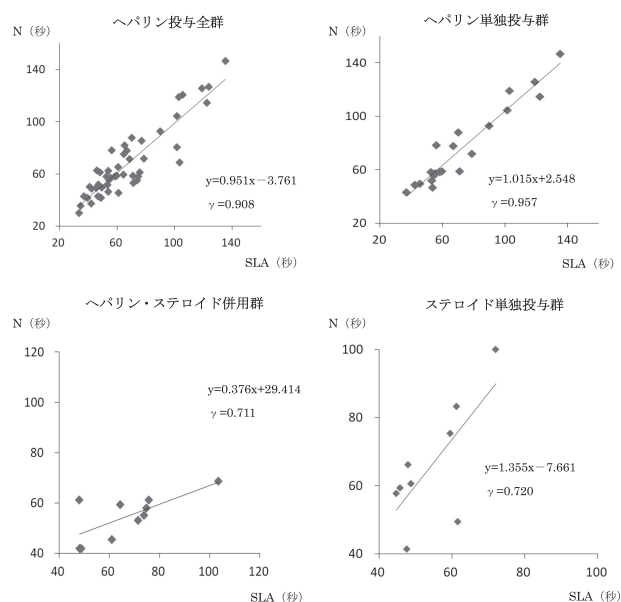 ヘパリン投与全群
N（秒）
140
100
60
20
20
60
100
140
y=0.951x－3.761
γ=0.908
SLA（秒）
ヘパリン単独投与群
N（秒）
140
100
60
20
20
60
100
140
y=1.015x+2.548
γ=0.957
SLA（秒）
ヘパリン・ステロイド併用群
N（秒）
120
100
80
60
40
40
60
80
100
120
y=0.376x+29.414
γ=0.711
SLA（秒）
ステロイド単独投与群
N（秒）
100
80
60
40
40
60
80
100
y=1.355x－7.661
γ=0.720
SLA（秒）